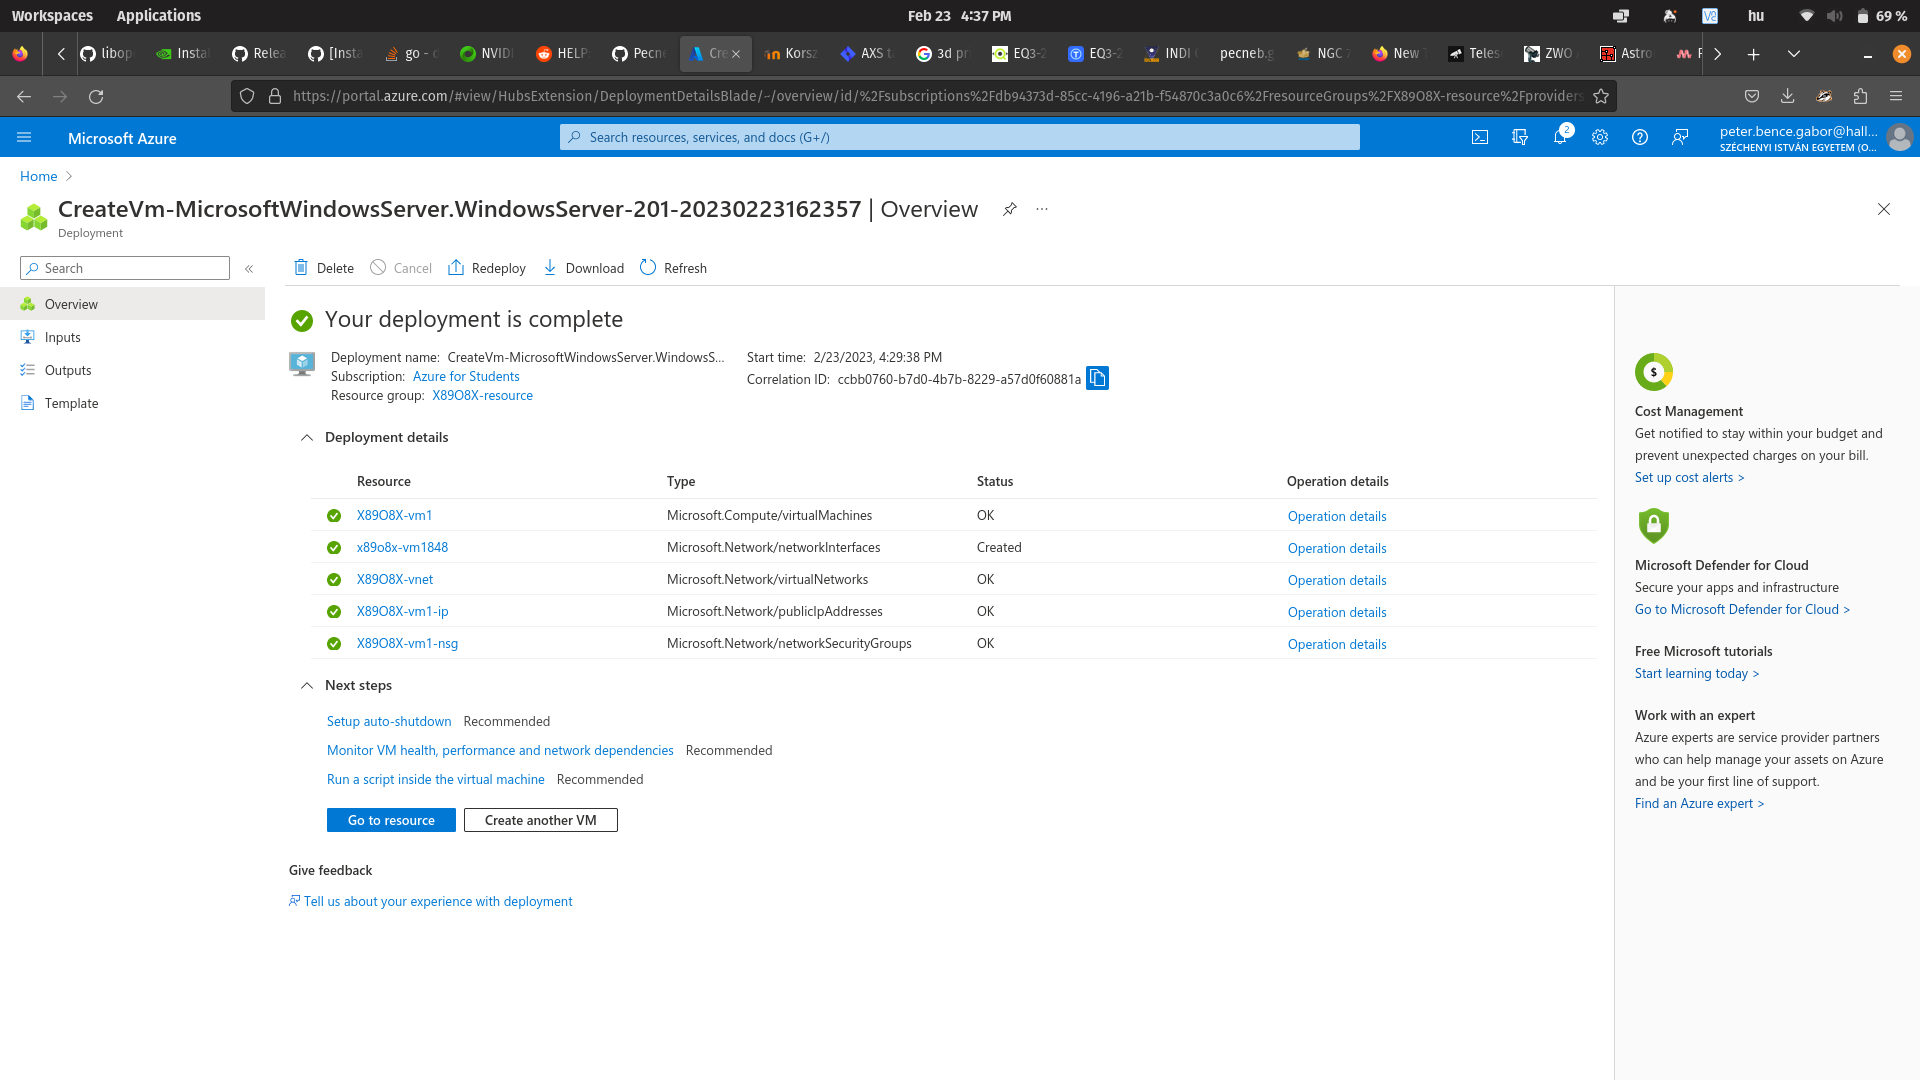 Workspaces Applications Feb 23 4:37 PM hu 69 %
libop Instal Relea [Insta go - d NVIDI HELP Pecne Cre Korsz AXS ta 3d pr EQ3-2 EQ3-2 INDI pecneb.g NGC 7 New T Teles ZWO Astro
https://portal.azure.com/#view/HubsExtension/DeploymentDetailsBlade/~/overview/id/%2Fsubscriptions%2Fdb94373d-85cc-4196-a21b-f54870c3a0c6%2FresourceGroups%2FX89O8X-resource%2Fproviders
Microsoft Azure Search resources, services, and docs (G+/) 2 peter.bence.gabor@hall...
SZÉCHENYI ISTVÁN EGYETEM (O...
Home
CreateVm-MicrosoftWindowsServer.WindowsServer-201-20230223162357 | Overview ...
Deployment
Search «
Delete Cancel Redeploy Download Refresh
Overview
Inputs
Outputs
Template
Your deployment is complete
Deployment name: CreateVm-MicrosoftWindowsServer.WindowsS... Start time: 2/23/2023, 4:29:38 PM
Subscription: Azure for Students Correlation ID: ccbb0760-b7d0-4b7b-8229-a57d0f60881a
Resource group: X89O8X-resource
Deployment details
Resource Type Status Operation details
X89O8X-vm1 Microsoft.Compute/virtualMachines OK Operation details
x89o8x-vm1848 Microsoft.Network/networkInterfaces Created Operation details
X89O8X-vnet Microsoft.Network/virtualNetworks OK Operation details
X89O8X-vm1-ip Microsoft.Network/publicIpAddresses OK Operation details
X89O8X-vm1-nsg Microsoft.Network/networkSecurityGroups OK Operation details
Next steps
Setup auto-shutdown Recommended
Monitor VM health, performance and network dependencies Recommended
Run a script inside the virtual machine Recommended
Go to resource Create another VM
Give feedback
Tell us about your experience with deployment
$
Cost Management
Get notified to stay within your budget and
prevent unexpected charges on your bill.
Set up cost alerts >
Microsoft Defender for Cloud
Secure your apps and infrastructure
Go to Microsoft Defender for Cloud >
Free Microsoft tutorials
Start learning today >
Work with an expert
Azure experts are service provider partners
who can help manage your assets on Azure
and be your first line of support.
Find an Azure expert >